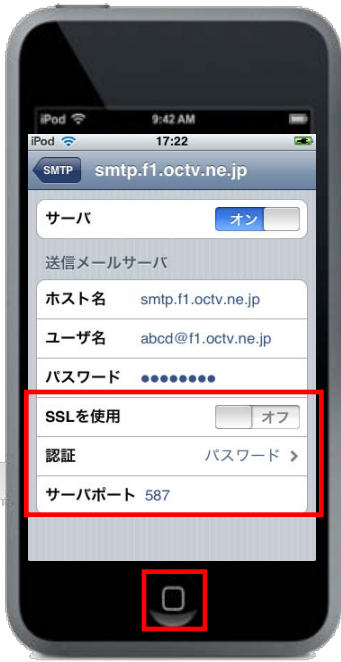 iPod 9:42 AM
iPod 17:22
SMTP smtp.f1.octv.ne.jp
サーバ オン
送信メールサーバ
ホスト名 smtp.f1.octv.ne.jp
ユーザ名 abcd@f1.octv.ne.jp
パスワード ●●●●●●●●
SSLを使用 オフ
認証 パスワード
サーバポート 587